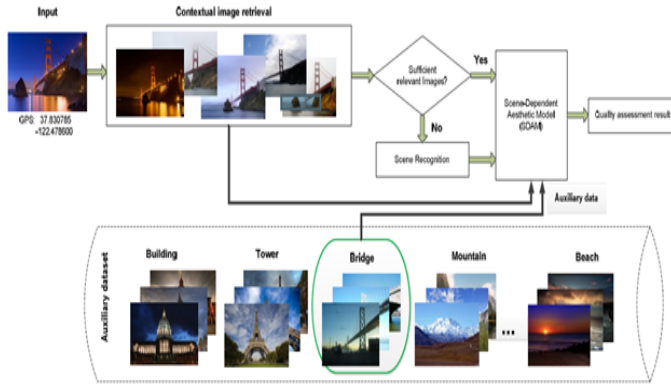 Input
Contextual image retrieval
GPS: 37.830785
-122.478600
Sufficient
relevant Images?
Yes
No
Scene Recognition
Scene-Dependent
Aesthetic Model
(SDAM)
Quality assessment result
Auxiliary data
Auxiliary dataset
Building
Tower
Bridge
Mountain
...
Beach